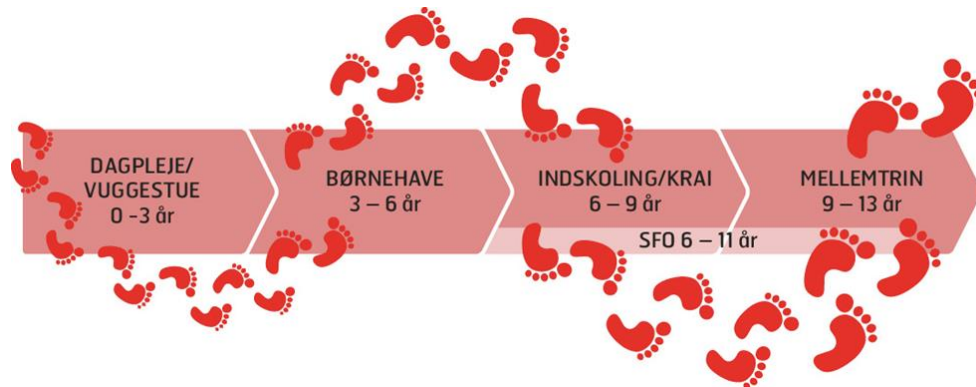 DAGPLEJE/
VUGGESTUE
0 -3 år
BØRNEHAVE
3 – 6 år
INDSKOLING/KRAI
6 – 9 år
MELLEMTRIN
9 – 13 år
SFO 6 – 11 år